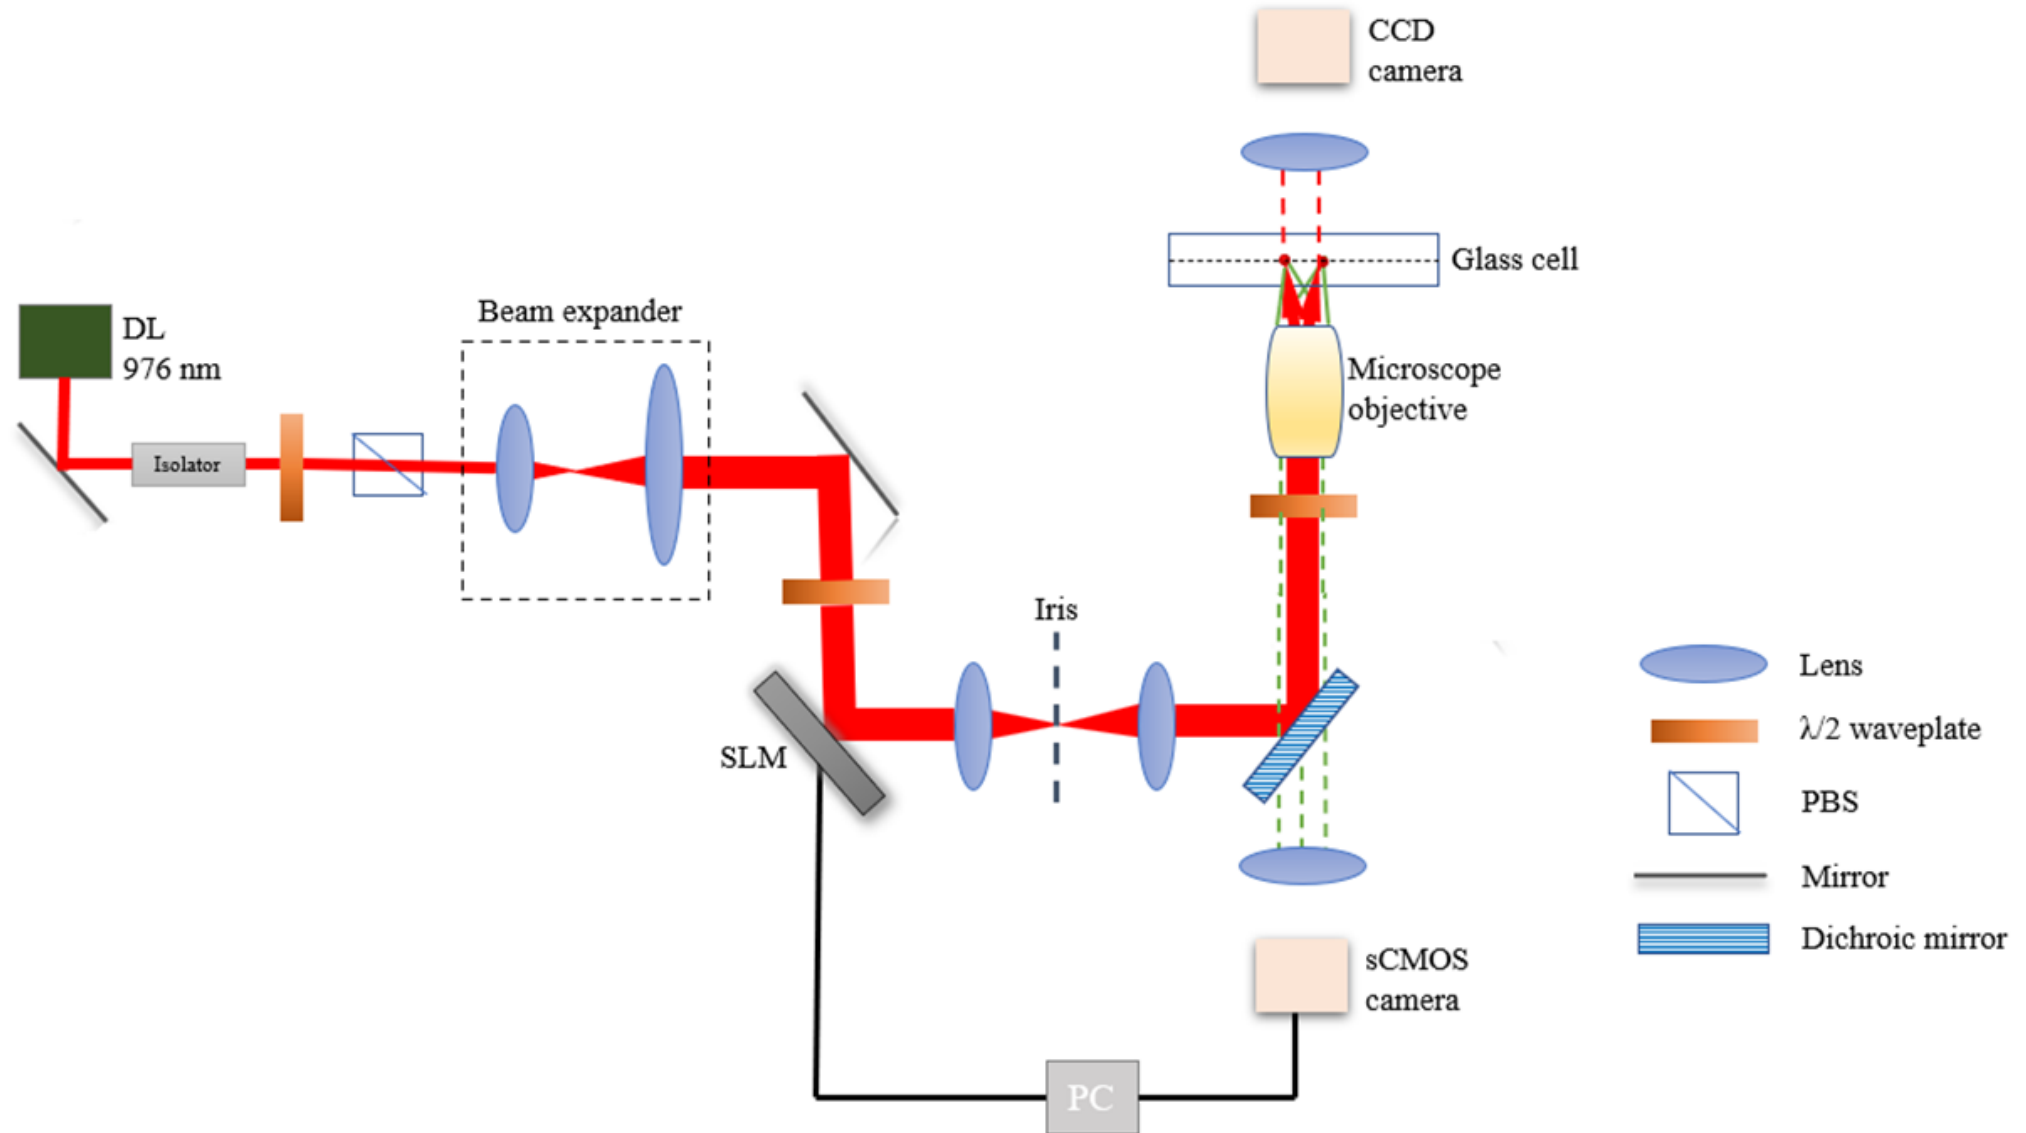 CCD
camera
Glass cell
Beam expander
DL
976 nm
Microscope
objective
Isolator
Iris
SLM
Lens
λ/2 waveplate
PBS
Mirror
Dichroic mirror
sCMOS
camera
PC